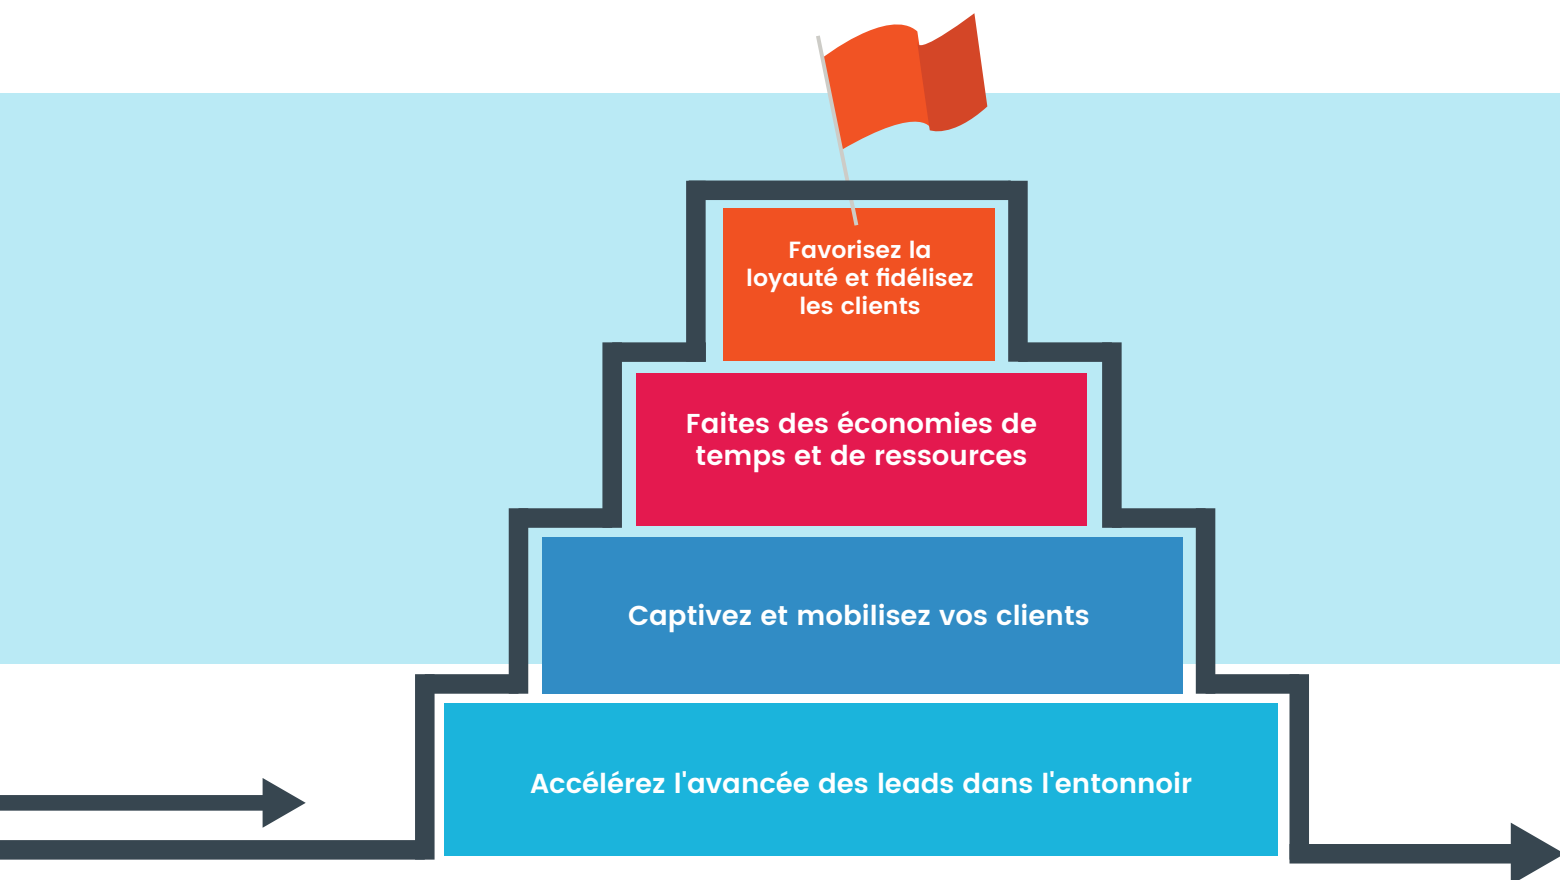 Favorisez la
loyauté et fidélisez
les clients
Faites des économies de
temps et de ressources
Captivez et mobilisez vos clients
Accélérez l'avancée des leads dans l'entonnoir